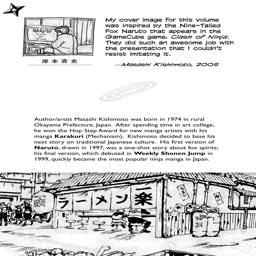 My cover image for this volume
was inspired by the Nine-Tailed
Fox Naruto that appears in the
GameCube game, Clash of Ninja.
They did such an awesome job with
the presentation that I couldn't
resist imitating it.
—Masashi Kishimoto, 2006
岸本斉史
Author/artist Masashi Kishimoto was born in 1974 in rural
Okayama Prefecture, Japan. After spending time in art college,
he won the Hop Step Award for new manga artists with his
manga Karakuri (Mechanism). Kishimoto decided to base his
next story on traditional Japanese culture. His first version of
Naruto, drawn in 1997, was a one-shot story about fox spirits;
his final version, which debuted in Weekly Shonen Jump in
1999, quickly became the most popular ninja manga in Japan.
ラーメン 楽